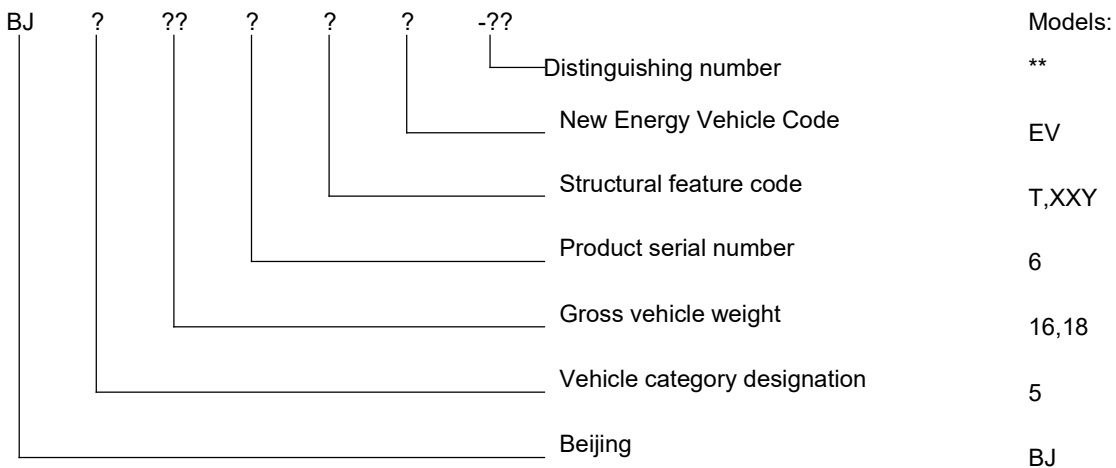 BJ ? ?? ? ? ? -?? Models:
Distinguishing number **
New Energy Vehicle Code EV
Structural feature code T,XXY
Product serial number 6
Gross vehicle weight 16,18
Vehicle category designation 5
Beijing BJ